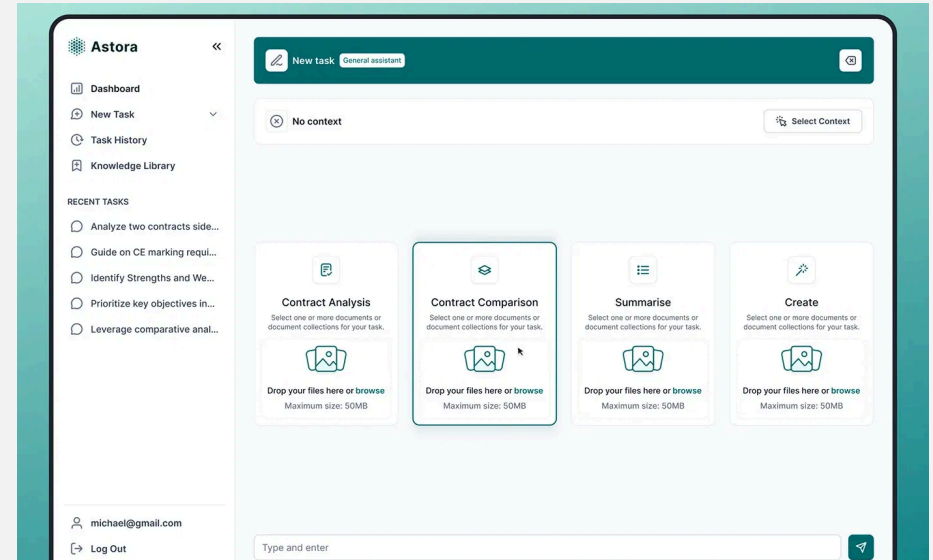 Astora
Dashboard
New Task
Task History
Knowledge Library
RECENT TASKS
Analyze two contracts side...
Guide on CE marking requi...
Identify Strengths and We...
Prioritize key objectives in...
Leverage comparative anal...
michael@gmail.com
Log Out
New task General assistant
No context
Select Context
Contract Analysis
Select one or more documents or
document collections for your task.
Drop your files here or browse
Maximum size: 50MB
Contract Comparison
Select one or more documents or
document collections for your task.
Drop your files here or browse
Maximum size: 50MB
Summarise
Select one or more documents or
document collections for your task.
Drop your files here or browse
Maximum size: 50MB
Create
Select one or more documents or
document collections for your task.
Drop your files here or browse
Maximum size: 50MB
Type and enter